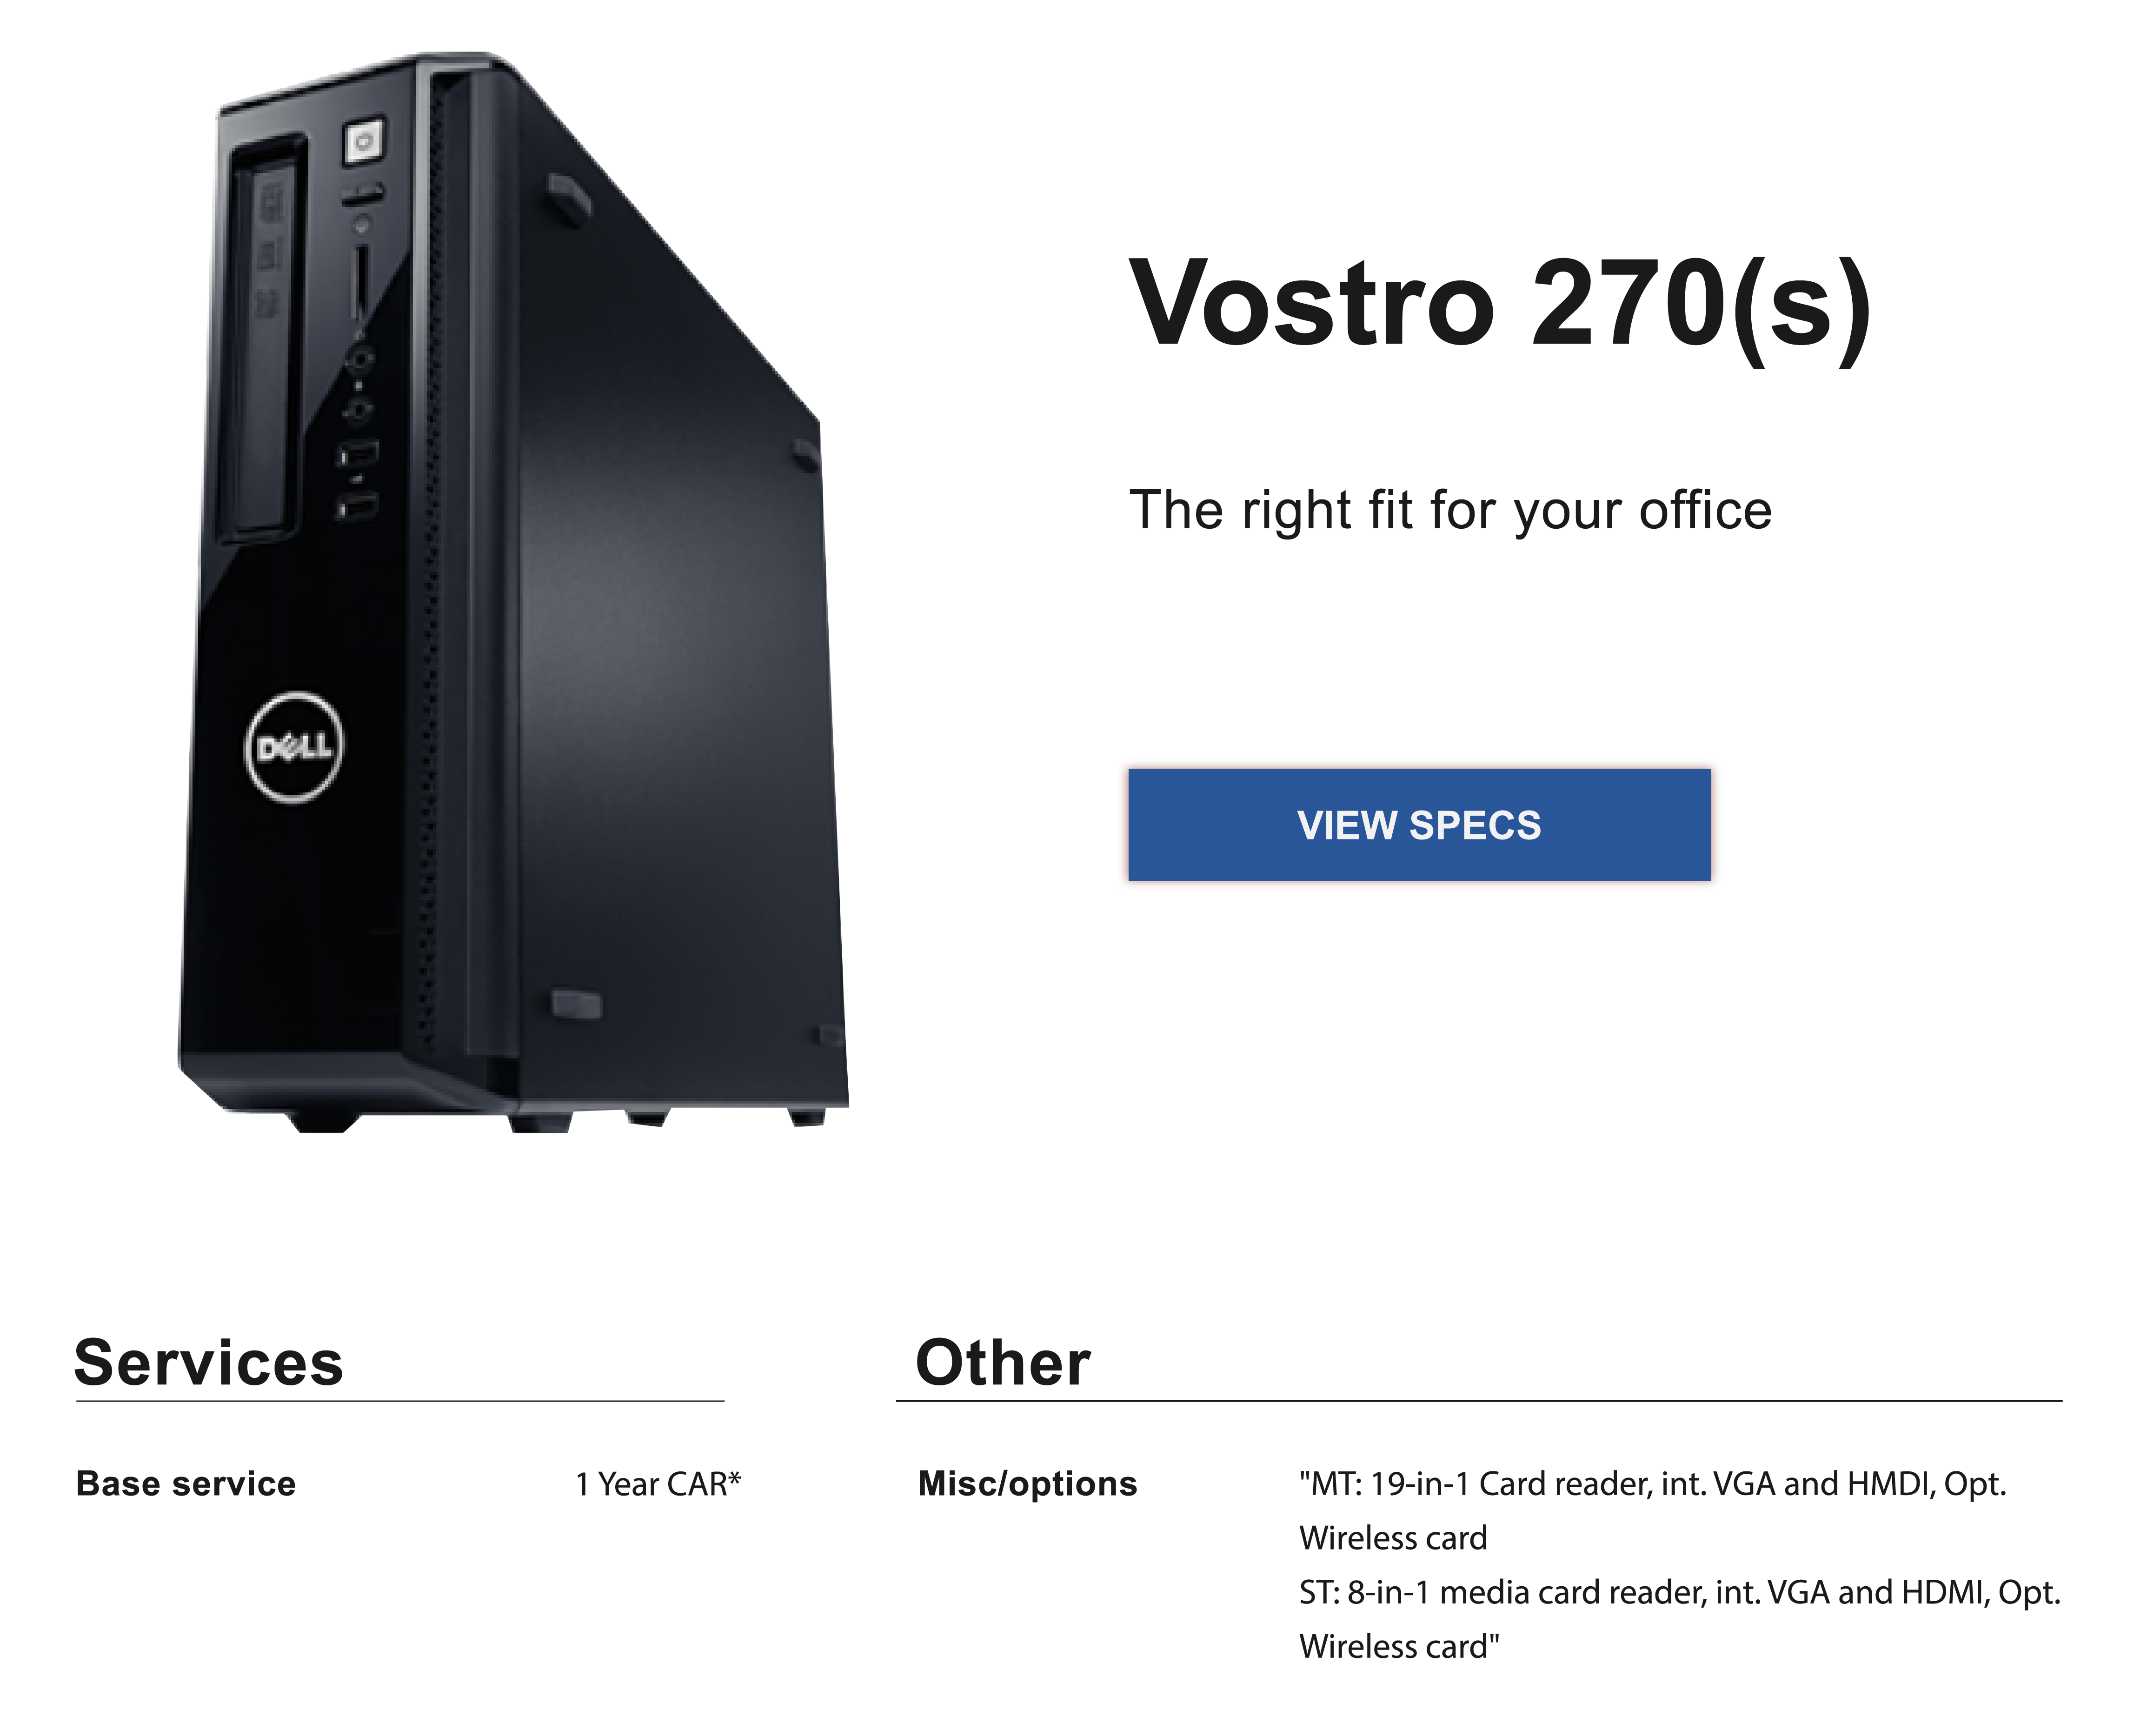 Vostro 270(s)
The right fit for your office
DELL
VIEW SPECS
Services
Base service 1 Year CAR*
Other
Misc/options "MT: 19-in-1 Card reader, int. VGA and HMDI, Opt.
Wireless card
ST: 8-in-1 media card reader, int. VGA and HDMI, Opt.
Wireless card"